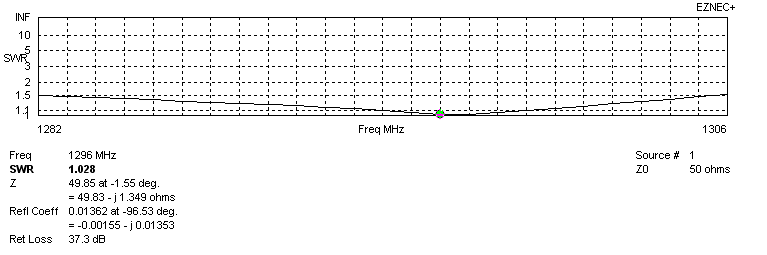 EZNEC+
INF
10
5
SWR
3
2
1.5
1.1
1
1282 Freq MHz 1306
Freq 1296 MHz Source # 1
SWR 1.028 Z0 50 ohms
Z 49.85 at -1.55 deg.
= 49.83 - j 1.349 ohms
Refl Coeff 0.01362 at -96.53 deg.
= -0.00155 - j 0.01353
Ret Loss 37.3 dB